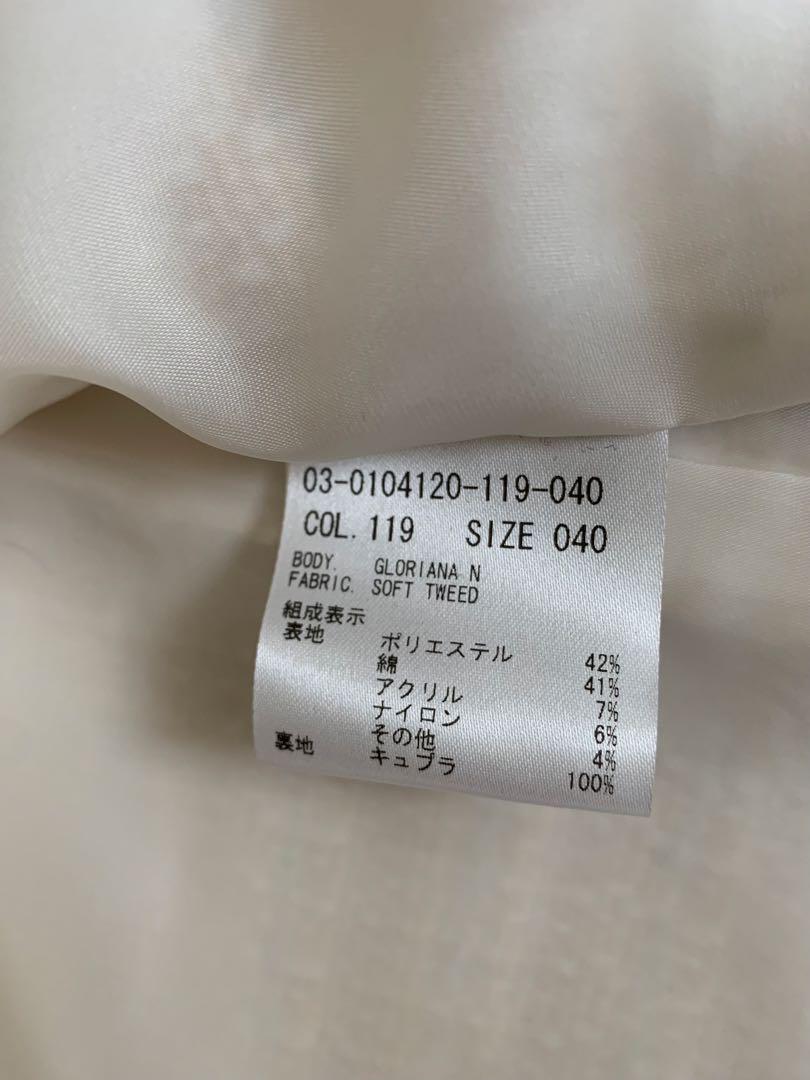 03-0104120-119-040
COL. 119 SIZE 040
BODY. GLORIANA N
FABRIC. SOFT TWEED
組成表示
表地 ポリエステル 42%
綿 41%
アクリル 7%
ナイロン 6%
その他 4%
裏地 キュプラ 100%